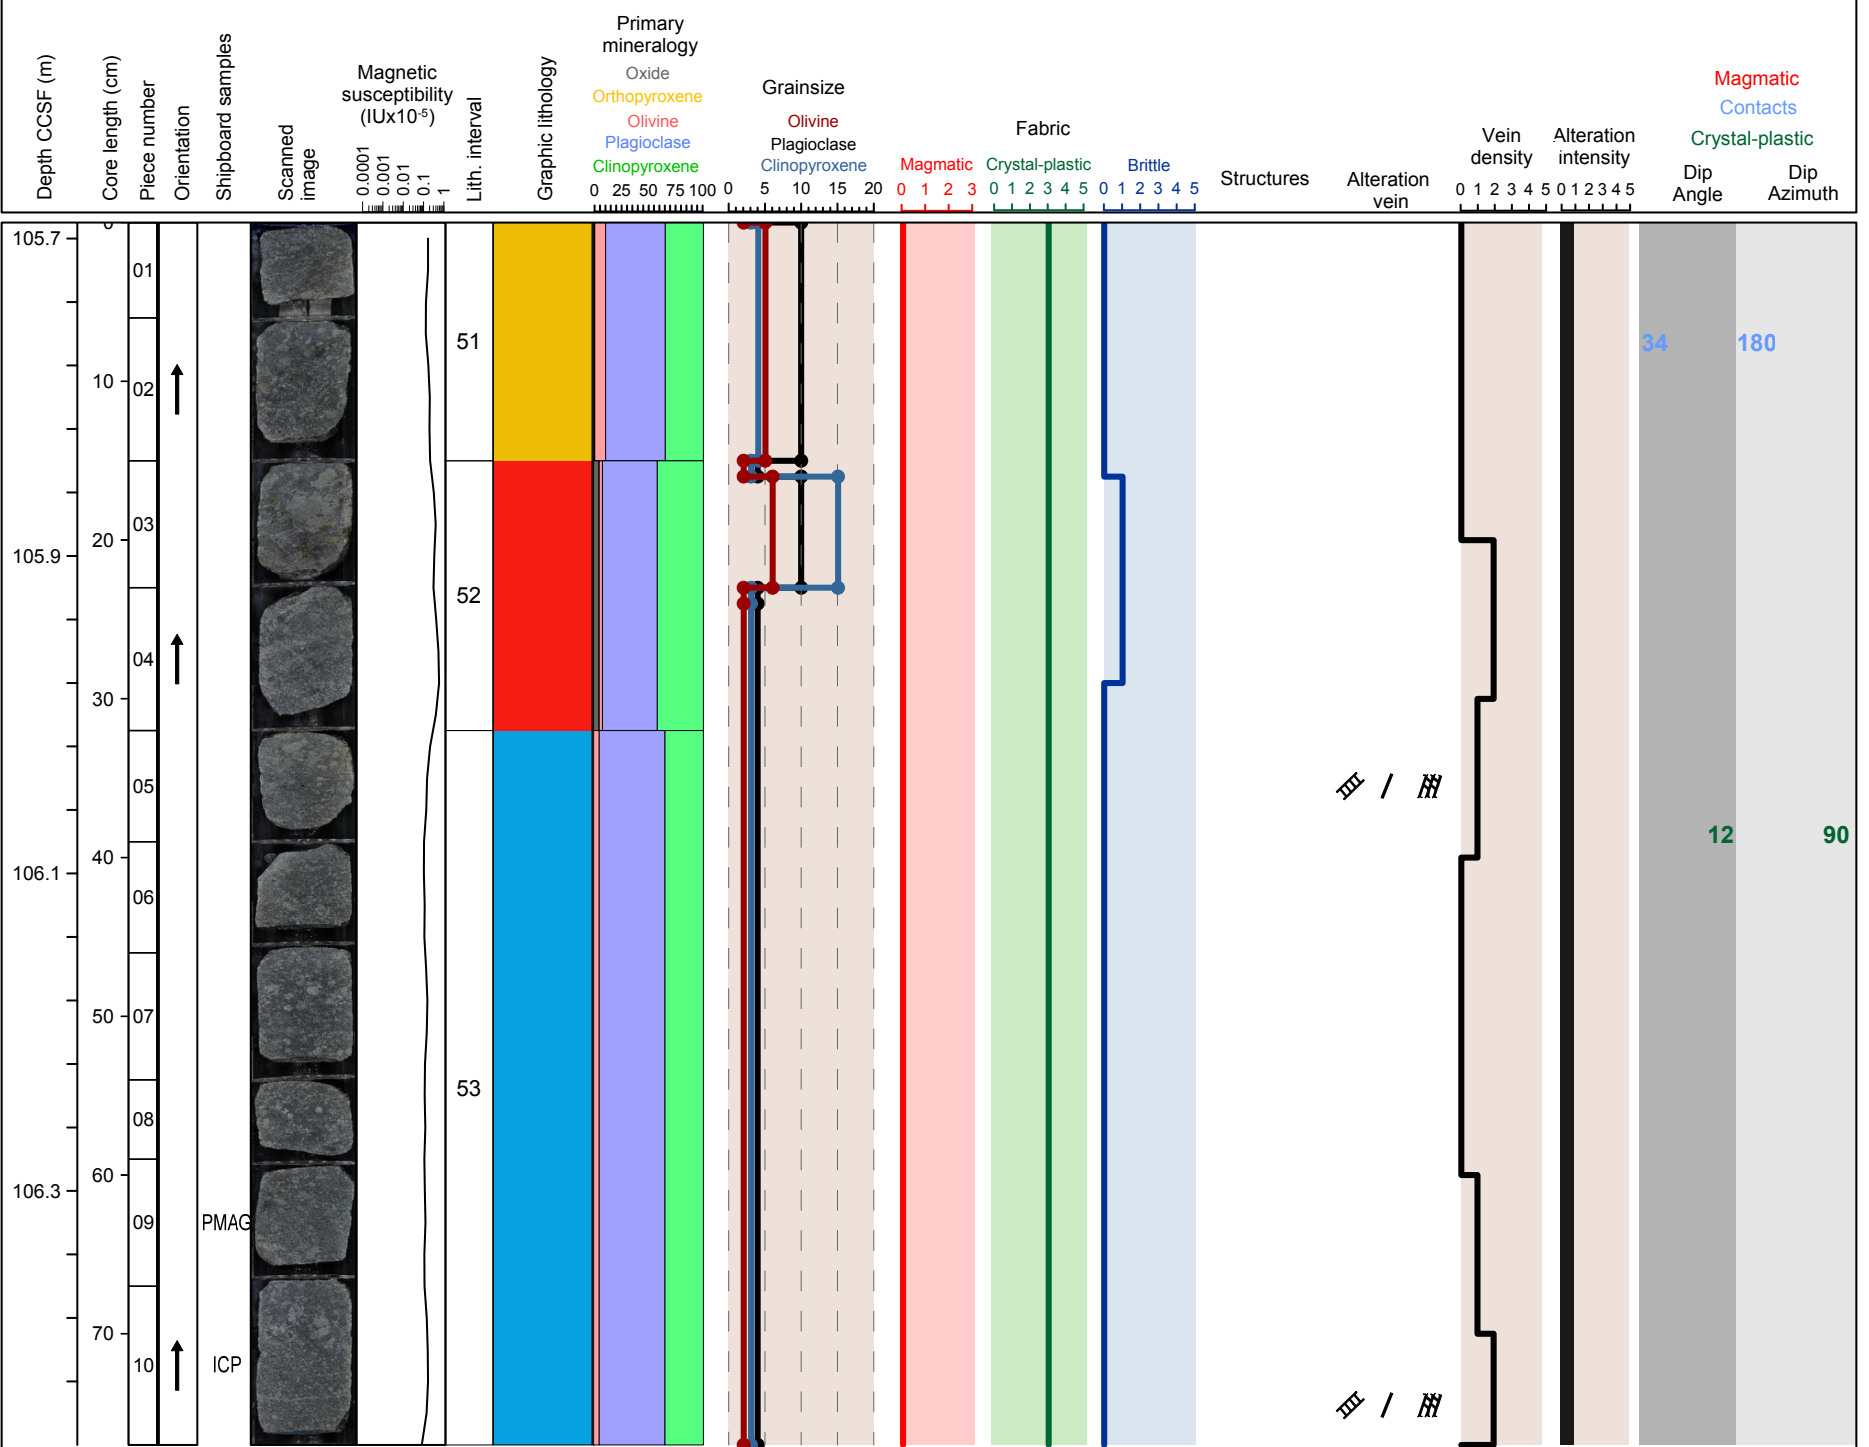 Depth CCSF (m)
Core length (cm)
Piece number
Orientation
Shipboard samples
Scanned
image
Magnetic
susceptibility
(IUx10-5)
0.0001
0.001
0.01
0.1
1
Lith. interval
Graphic lithology
Primary
mineralogy
Oxide
Orthopyroxene
Olivine
Plagioclase
Clinopyroxene
0 25 50 75 100
Grainsize
Olivine
Plagioclase
Clinopyroxene
0 5 10 15 20
Fabric
Magmatic
0 1 2 3
Crystal-plastic
0 1 2 3 4 5
Brittle
0 1 2 3 4 5
Structures
Alteration
vein
Vein
density
0 1 2 3 4 5
Alteration
intensity
0 1 2 3 4 5
Magmatic
Contacts
Crystal-plastic
Dip
Angle
Dip
Azimuth
0
105.7
01
51
34 180
10
02
03
20
105.9
52
04
30
05
12 90
40
106.1
06
50
07
53
08
60
106.3
09
PMAG
70
10
ICP